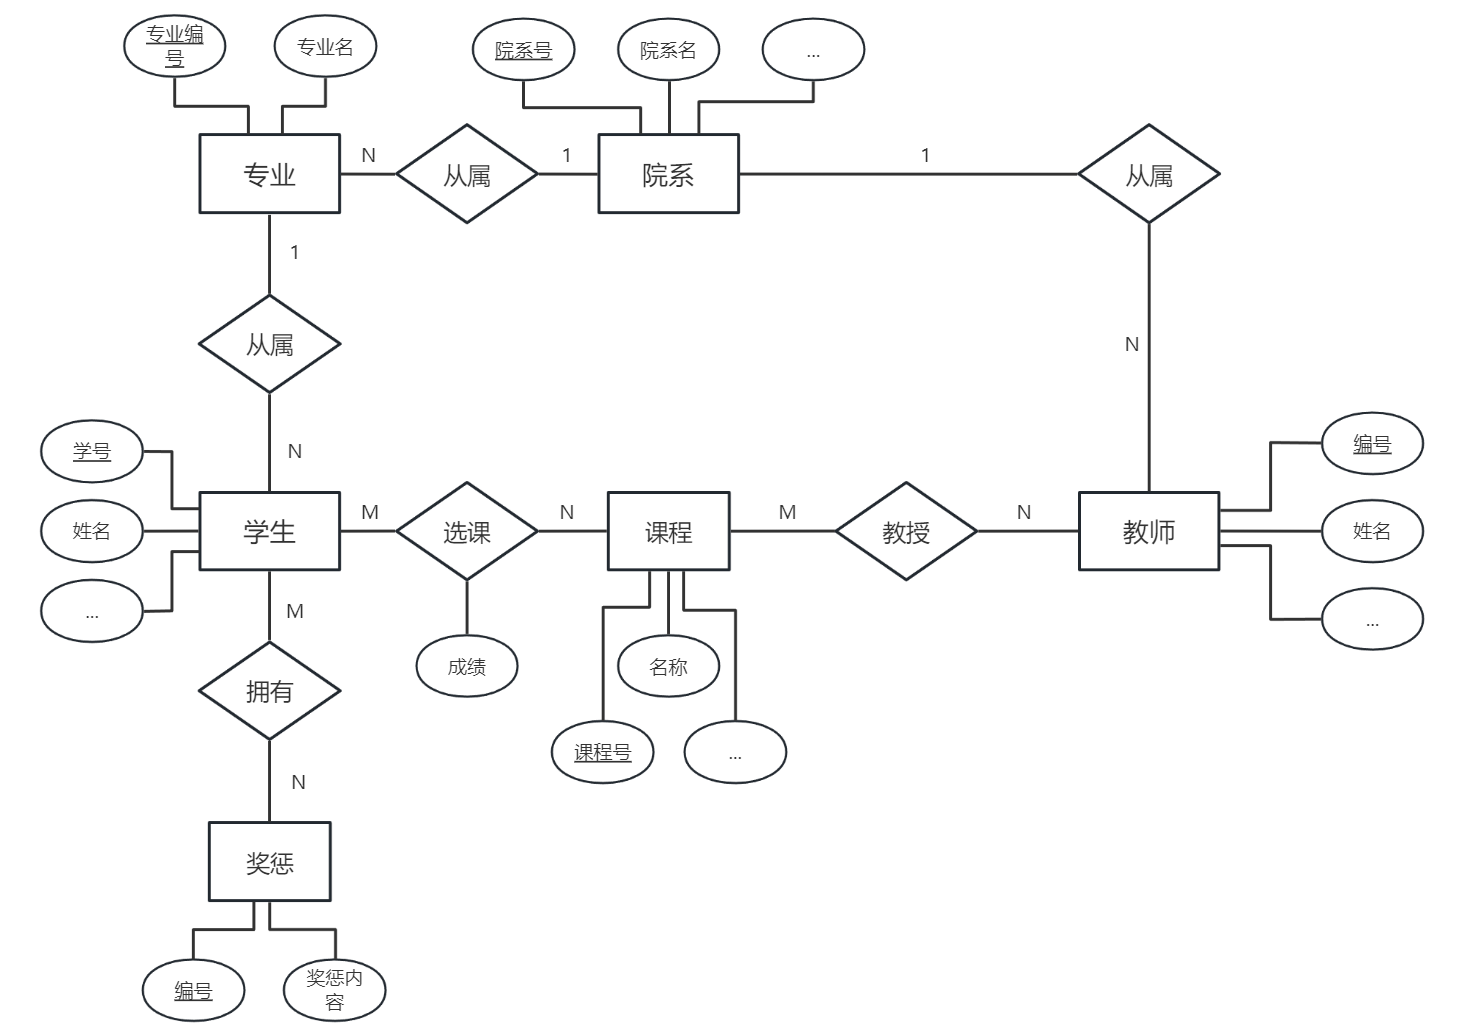 专业编
号
专业名
院系号
院系名
...
专业
N
从属
1
院系
1
从属
1
从属
N
N
学号
姓名
...
学生
M
选课
N
课程
M
教授
N
教师
编号
姓名
...
成绩
名称
课程号
...
M
拥有
N
奖惩
编号
奖惩内
容